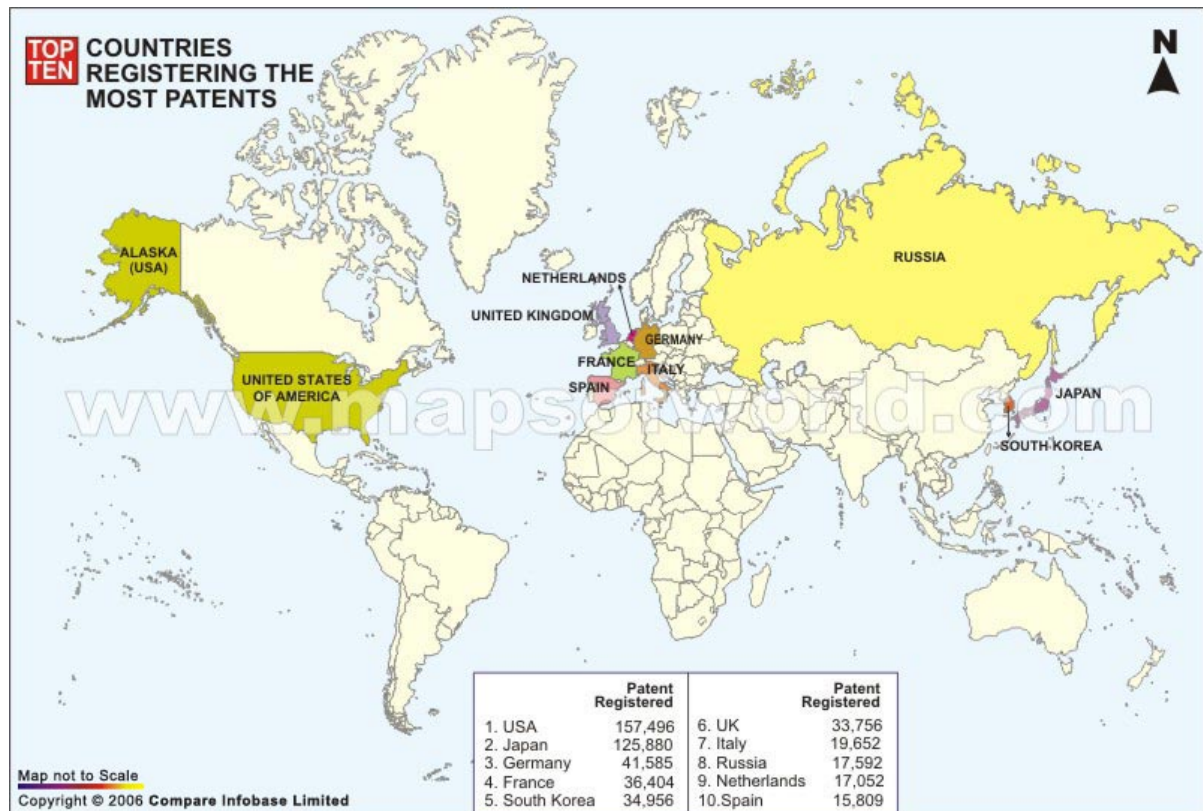 TOP TEN
COUNTRIES
REGISTERING THE
MOST PATENTS
N
ALASKA
(USA)
RUSSIA
NETHERLANDS
UNITED KINGDOM
GERMANY
FRANCE
ITALY
UNITED STATES
OF AMERICA
SPAIN
JAPAN
SOUTH KOREA
www.mapsofworld.com
Patent
Registered
1. USA 157,496
2. Japan 125,880
3. Germany 41,585
4. France 36,404
5. South Korea 34,956
Patent
Registered
6. UK 33,756
7. Italy 19,652
8. Russia 17,592
9. Netherlands 17,052
10.Spain 15,809
Map not to Scale
Copyright © 2006 Compare Infobase Limited